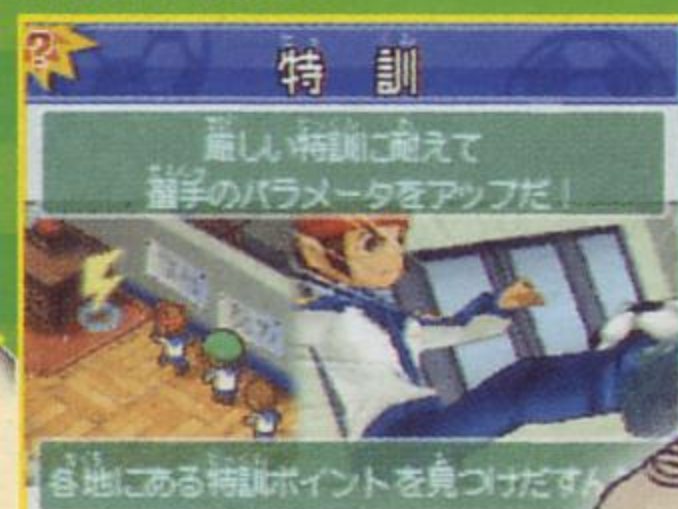 特訓
厳しい特訓に耐えて
選手のパラメータをアップだ！
各地にある特訓ポイントを見つけだすん